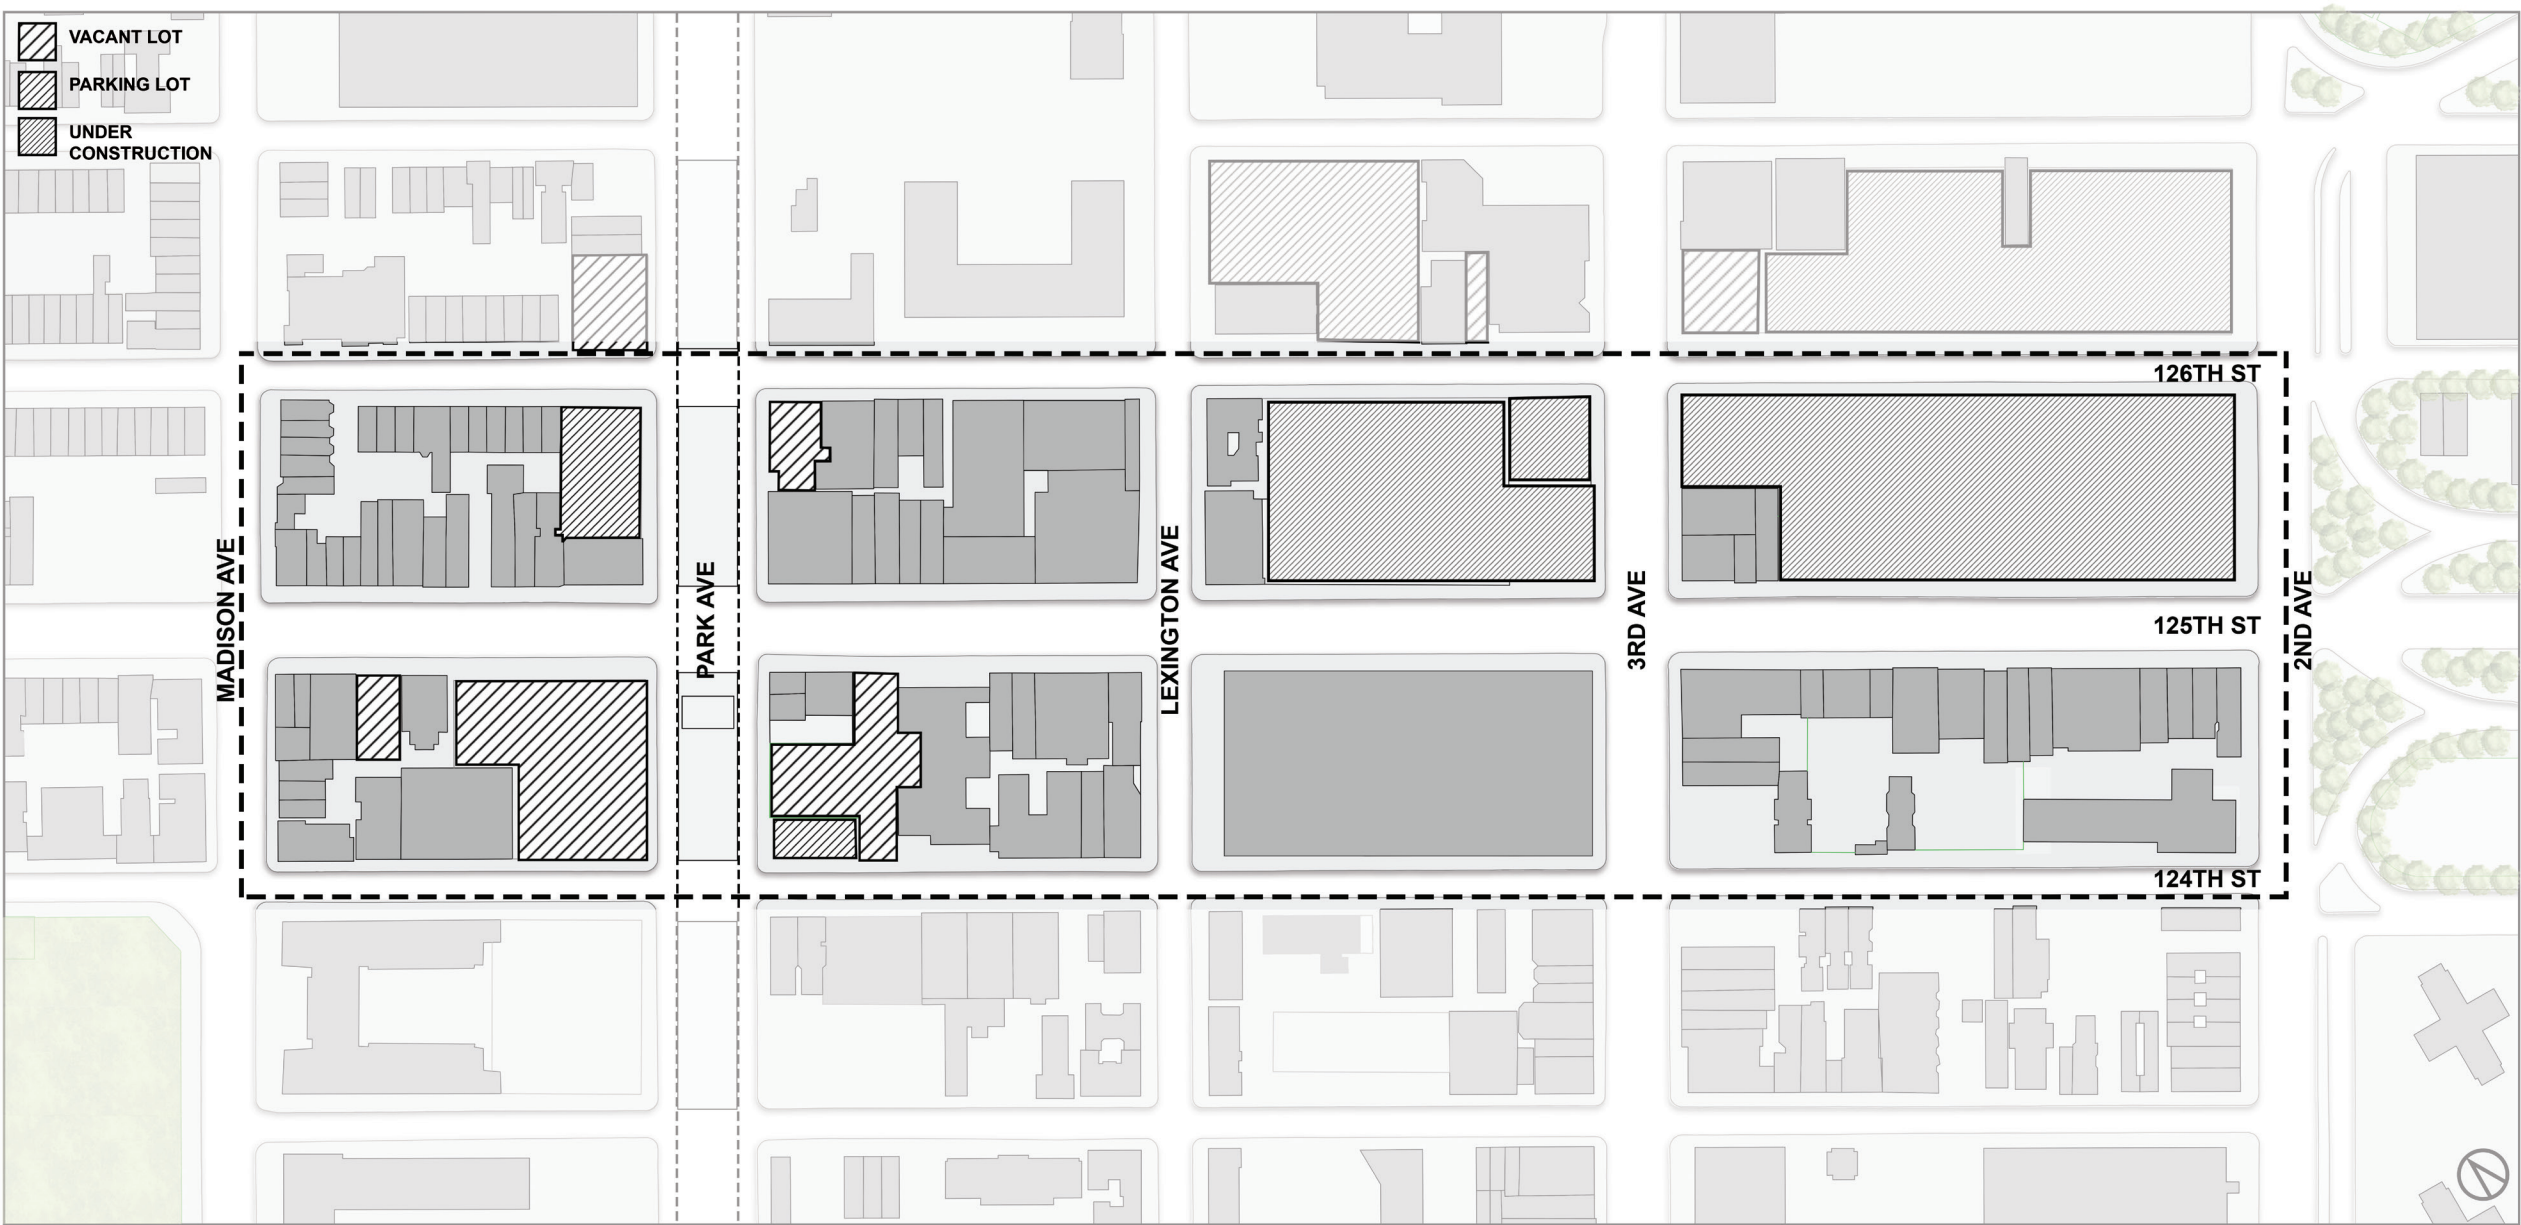 VACANT LOT
PARKING LOT
UNDER
CONSTRUCTION
126TH ST
MADISON AVE
PARK AVE
LEXINGTON AVE
3RD AVE
125TH ST
2ND AVE
124TH ST